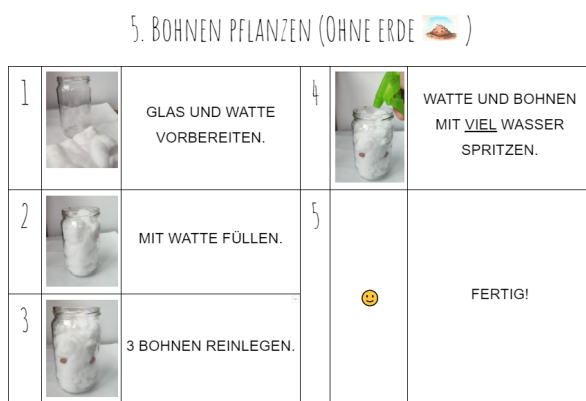 5. BOHNEN PFLANZEN (OHNE ERDE )
1
GLAS UND WATTE
VORBEREITEN.
2
MIT WATTE FÜLLEN.
3
3 BOHNEN REINLEGEN.
4
WATTE UND BOHNEN
MIT VIEL WASSER
SPRITZEN.
5
FERTIG!